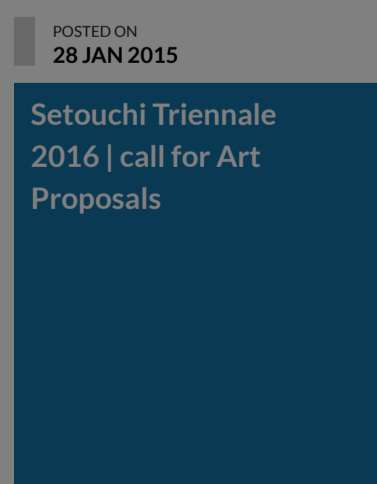 POSTED ON
28 JAN 2015
Setouchi Triennale
2016 | call for Art
Proposals